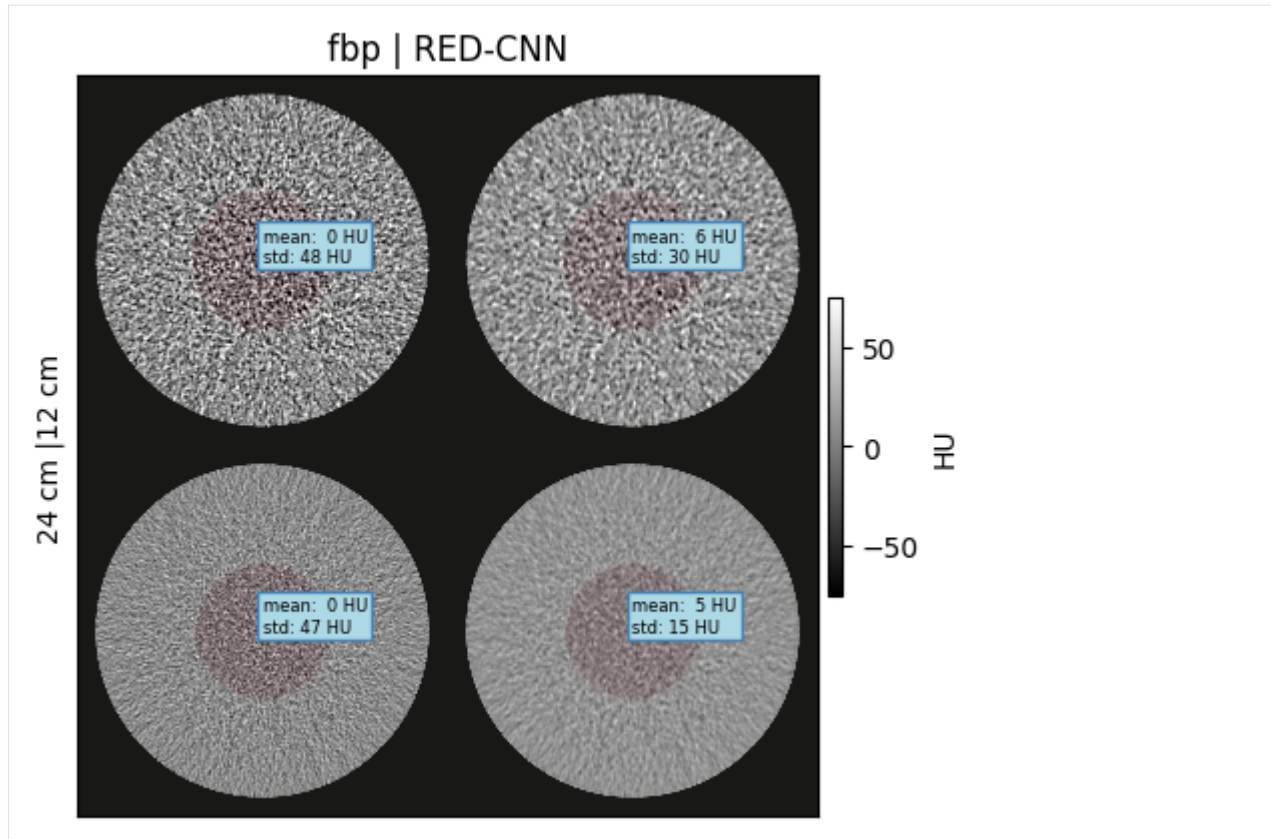 fbp | RED-CNN
mean:  0 HU
std: 48 HU
mean:  6 HU
std: 30 HU
24 cm |12 cm
mean:  0 HU
std: 47 HU
mean:  5 HU
std: 15 HU
50
0
−50
HU